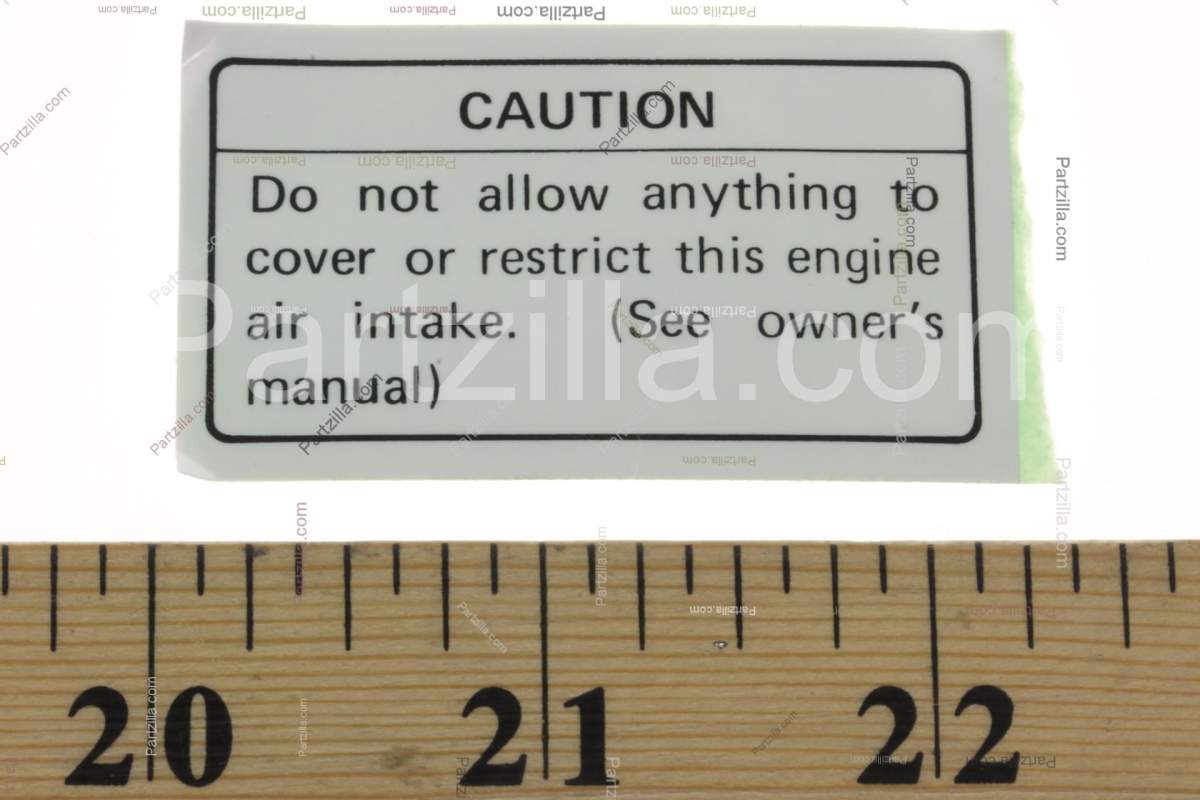 CAUTION
Do not allow anything to
cover or restrict this engine
air intake. (See owner's
manual)
Partzilla.com
20 21 22